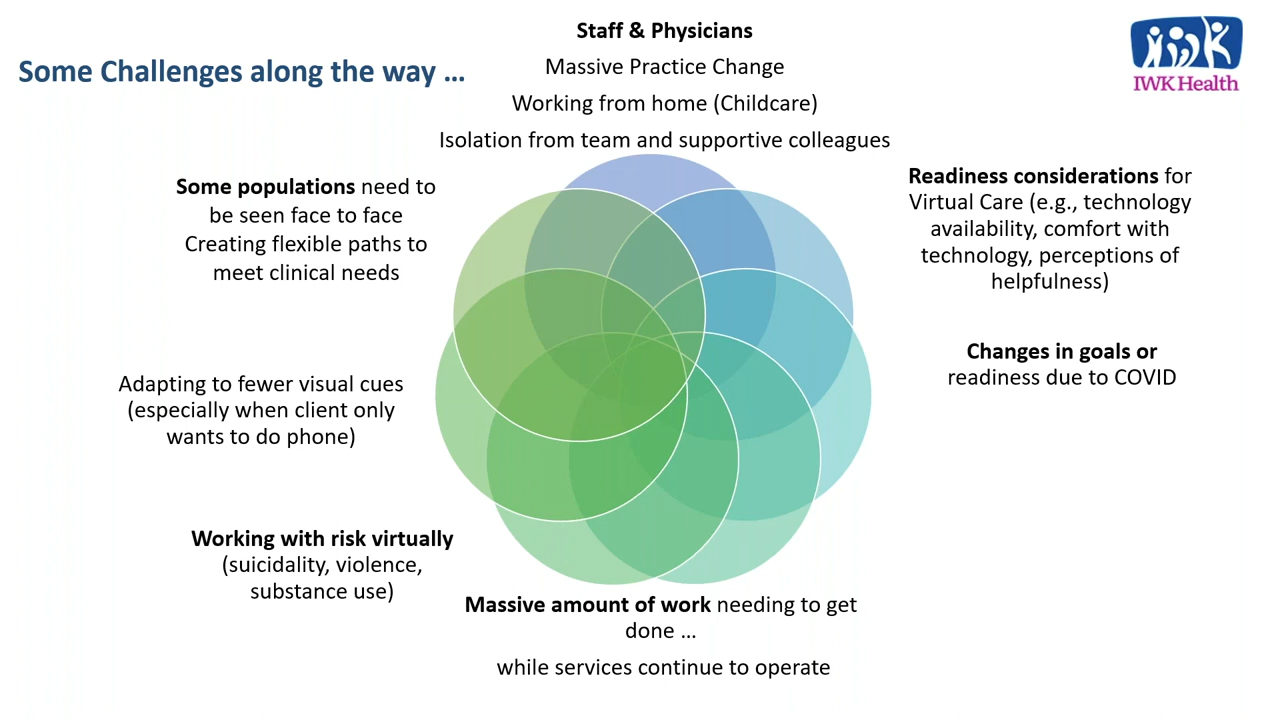 Some Challenges along the way ...
Staff & Physicians
Massive Practice Change
Working from home (Childcare)
Isolation from team and supportive colleagues
IWK Health
Readiness considerations for
Virtual Care (e.g., technology
availability, comfort with
technology, perceptions of
helpfulness)
Changes in goals or
readiness due to COVID
Massive amount of work needing to get
done ...
while services continue to operate
Working with risk virtually
(suicidality, violence,
substance use)
Adapting to fewer visual cues
(especially when client only
wants to do phone)
Some populations need to
be seen face to face
Creating flexible paths to
meet clinical needs